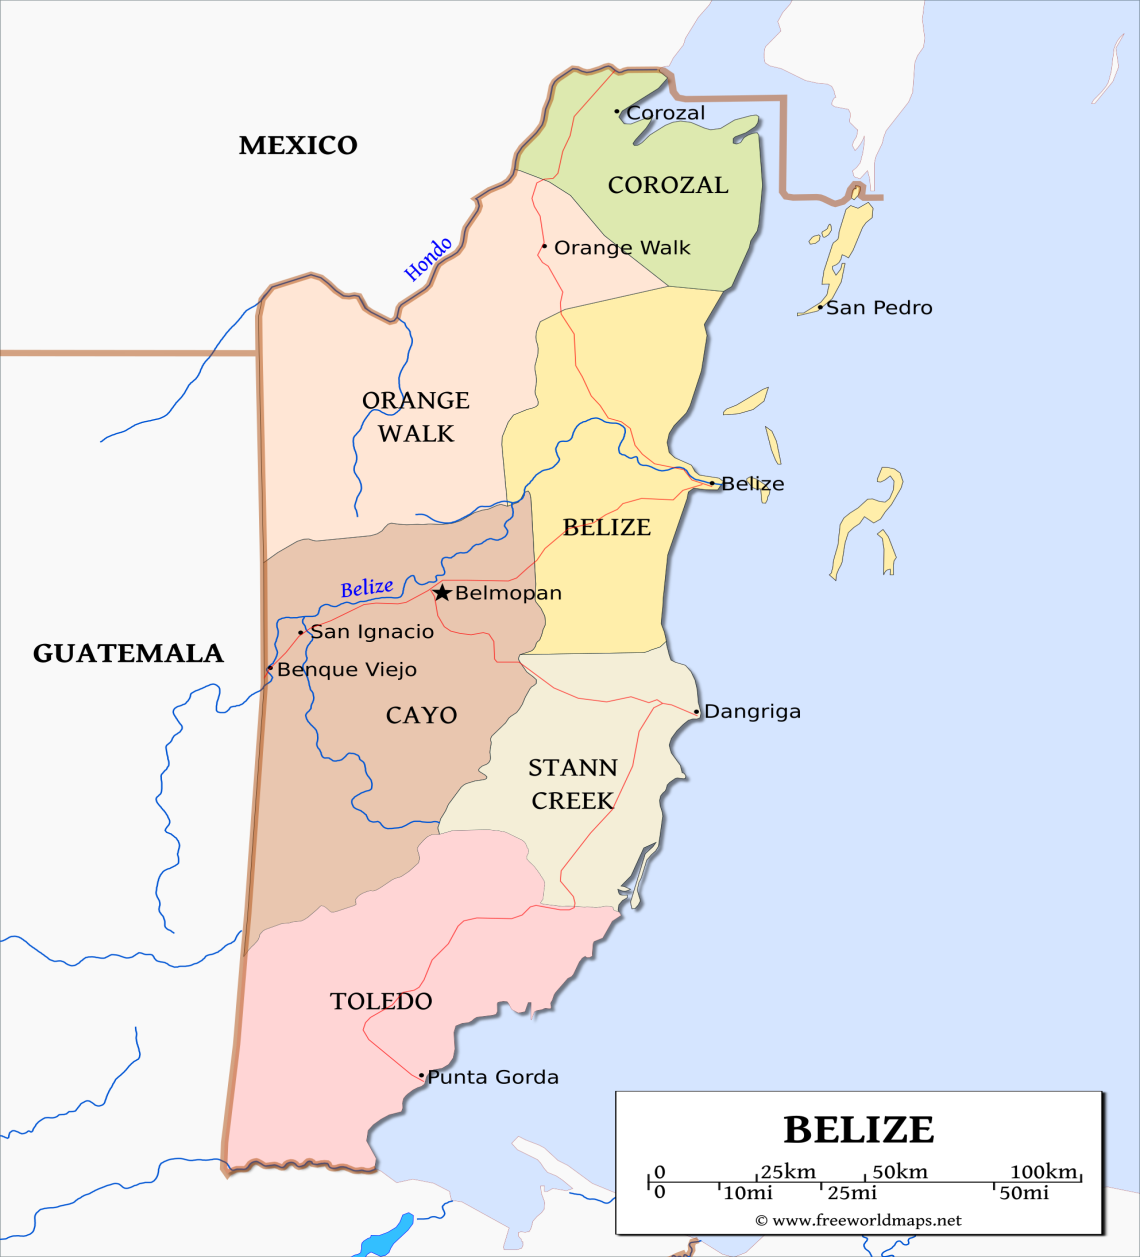 Corozal
MEXICO
COROZAL
Hondo
Orange Walk
San Pedro
ORANGE
WALK
Belize
BELIZE
Belize
Belmopan
San Ignacio
GUATEMALA
Benque Viejo
CAYO
Dangriga
STANN
CREEK
TOLEDO
Punta Gorda
BELIZE
0 25km 50km 100km
0 10mi 25mi 50mi
© www.freeworldmaps.net